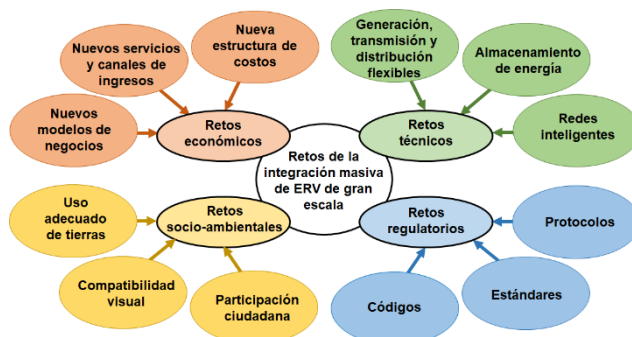 Nuevos servicios
y canales de
ingresos
Nueva
estructura de
costos
Nuevos
modelos de
negocios
Retos
económicos
Generación,
transmisión y
distribución
flexibles
Almacenamiento
de energía
Redes
inteligentes
Retos
técnicos
Retos de la
integración masiva
de ERV de gran
escala
Uso
adecuado
de tierras
Retos
socio-ambientales
Compatibilidad
visual
Participación
ciudadana
Retos
regulatorios
Protocolos
Estándares
Códigos